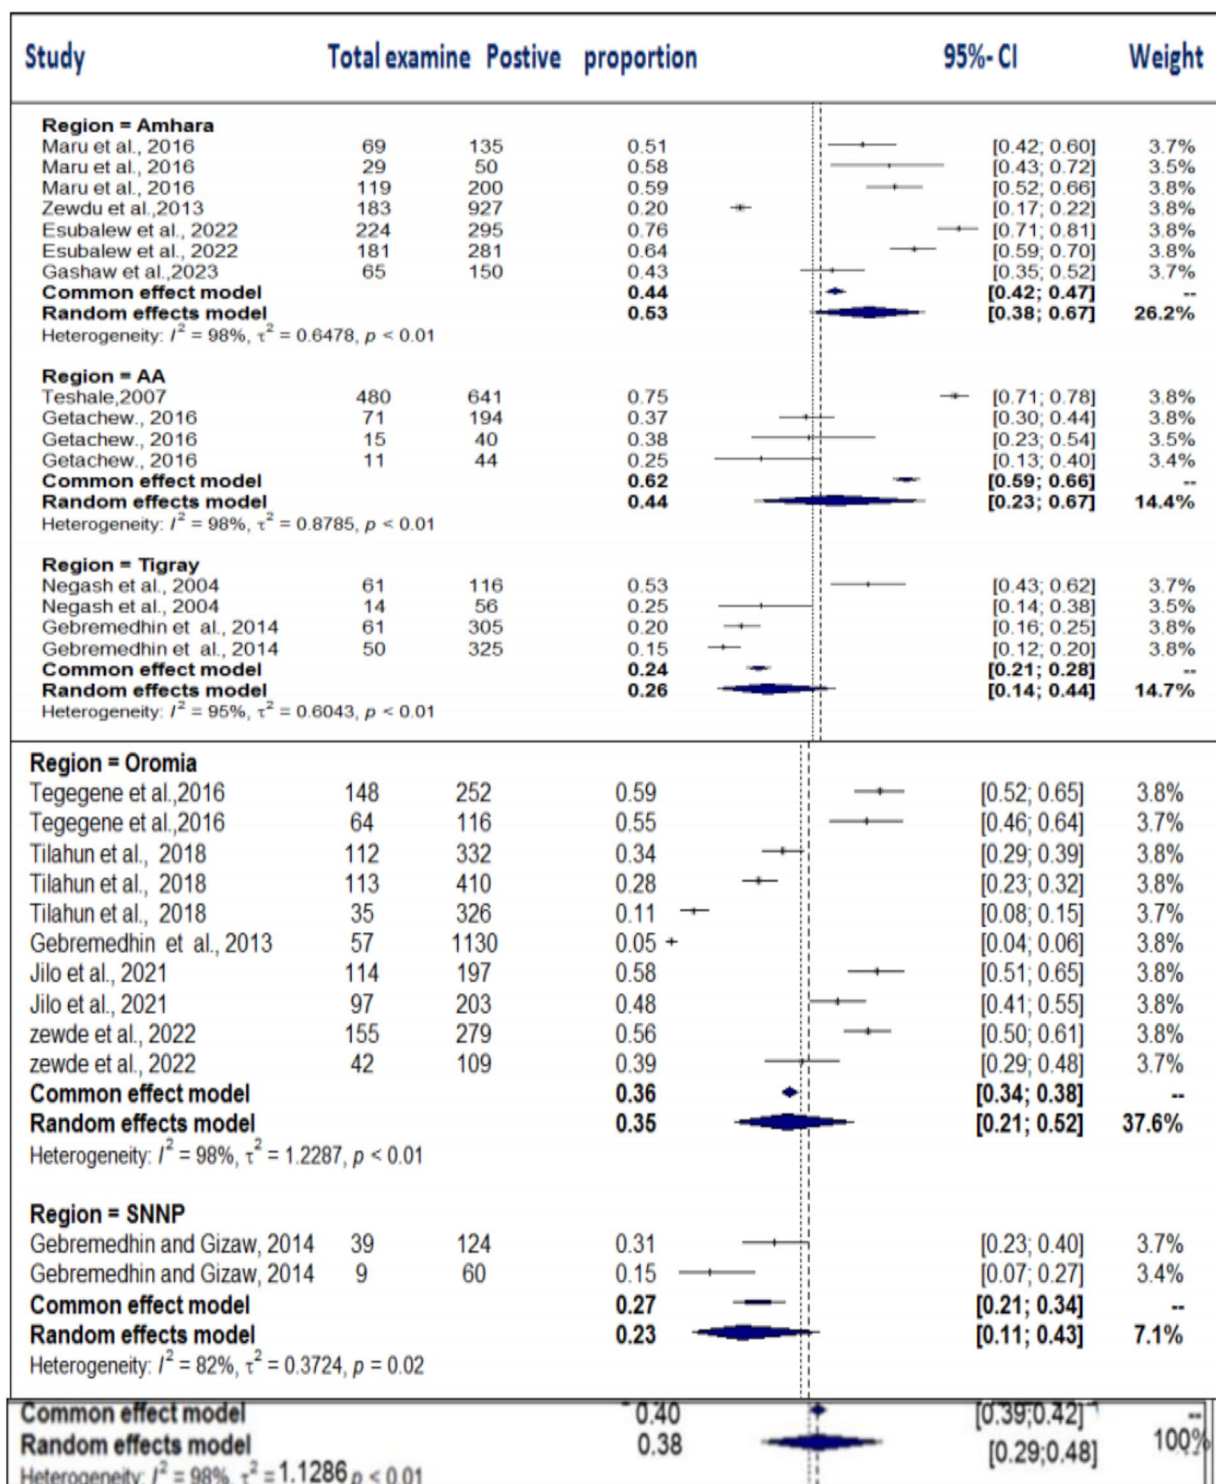 Study Total examine Postive proportion 95%- CI Weight
Region = Amhara
Maru et al., 2016 69 135 0.51 [0.42; 0.60] 3.7%
Maru et al., 2016 29 50 0.58 [0.43; 0.72] 3.5%
Maru et al., 2016 119 200 0.59 [0.52; 0.66] 3.8%
Zewdu et al.,2013 183 927 0.20 [0.17; 0.22] 3.8%
Esubalew et al., 2022 224 295 0.76 [0.71; 0.81] 3.8%
Esubalew et al., 2022 181 281 0.64 [0.59; 0.70] 3.8%
Gashaw et al.,2023 65 150 0.43 [0.35; 0.52] 3.7%
Common effect model 0.44 [0.42; 0.47] --
Random effects model 0.53 [0.38; 0.67] 26.2%
Heterogeneity: I² = 98%, τ² = 0.6478, p < 0.01
Region = AA
Teshale,2007 480 641 0.75 [0.71; 0.78] 3.8%
Getachew., 2016 71 194 0.37 [0.30; 0.44] 3.8%
Getachew., 2016 15 40 0.38 [0.23; 0.54] 3.5%
Getachew., 2016 11 44 0.25 [0.13; 0.40] 3.4%
Common effect model 0.62 [0.59; 0.66] --
Random effects model 0.44 [0.23; 0.67] 14.4%
Heterogeneity: I² = 98%, τ² = 0.8785, p < 0.01
Region = Tigray
Negash et al., 2004 61 116 0.53 [0.43; 0.62] 3.7%
Negash et al., 2004 14 56 0.25 [0.14; 0.38] 3.5%
Gebremedhin et al., 2014 61 305 0.20 [0.16; 0.25] 3.8%
Gebremedhin et al., 2014 50 325 0.15 [0.12; 0.20] 3.8%
Common effect model 0.24 [0.21; 0.28] --
Random effects model 0.26 [0.14; 0.44] 14.7%
Heterogeneity: I² = 95%, τ² = 0.6043, p < 0.01
Region = Oromia
Tegegene et al.,2016 148 252 0.59 [0.52; 0.65] 3.8%
Tegegene et al.,2016 64 116 0.55 [0.46; 0.64] 3.7%
Tilahun et al., 2018 112 332 0.34 [0.29; 0.39] 3.8%
Tilahun et al., 2018 113 410 0.28 [0.23; 0.32] 3.8%
Tilahun et al., 2018 35 326 0.11 [0.08; 0.15] 3.7%
Gebremedhin et al., 2013 57 1130 0.05 [0.04; 0.06] 3.8%
Jilo et al., 2021 114 197 0.58 [0.51; 0.65] 3.8%
Jilo et al., 2021 97 203 0.48 [0.41; 0.55] 3.8%
zewde et al., 2022 155 279 0.56 [0.50; 0.61] 3.8%
zewde et al., 2022 42 109 0.39 [0.29; 0.48] 3.7%
Common effect model 0.36 [0.34; 0.38] --
Random effects model 0.35 [0.21; 0.52] 37.6%
Heterogeneity: I² = 98%, τ² = 1.2287, p < 0.01
Region = SNNP
Gebremedhin and Gizaw, 2014 39 124 0.31 [0.23; 0.40] 3.7%
Gebremedhin and Gizaw, 2014 9 60 0.15 [0.07; 0.27] 3.4%
Common effect model 0.27 [0.21; 0.34] --
Random effects model 0.23 [0.11; 0.43] 7.1%
Heterogeneity: I² = 82%, τ² = 0.3724, p = 0.02
Common effect model 0.40 [0.39;0.42] --
Random effects model 0.38 [0.29;0.48] 100%
Heterogeneity: I² = 98%, τ² = 1.1286 p < 0.01